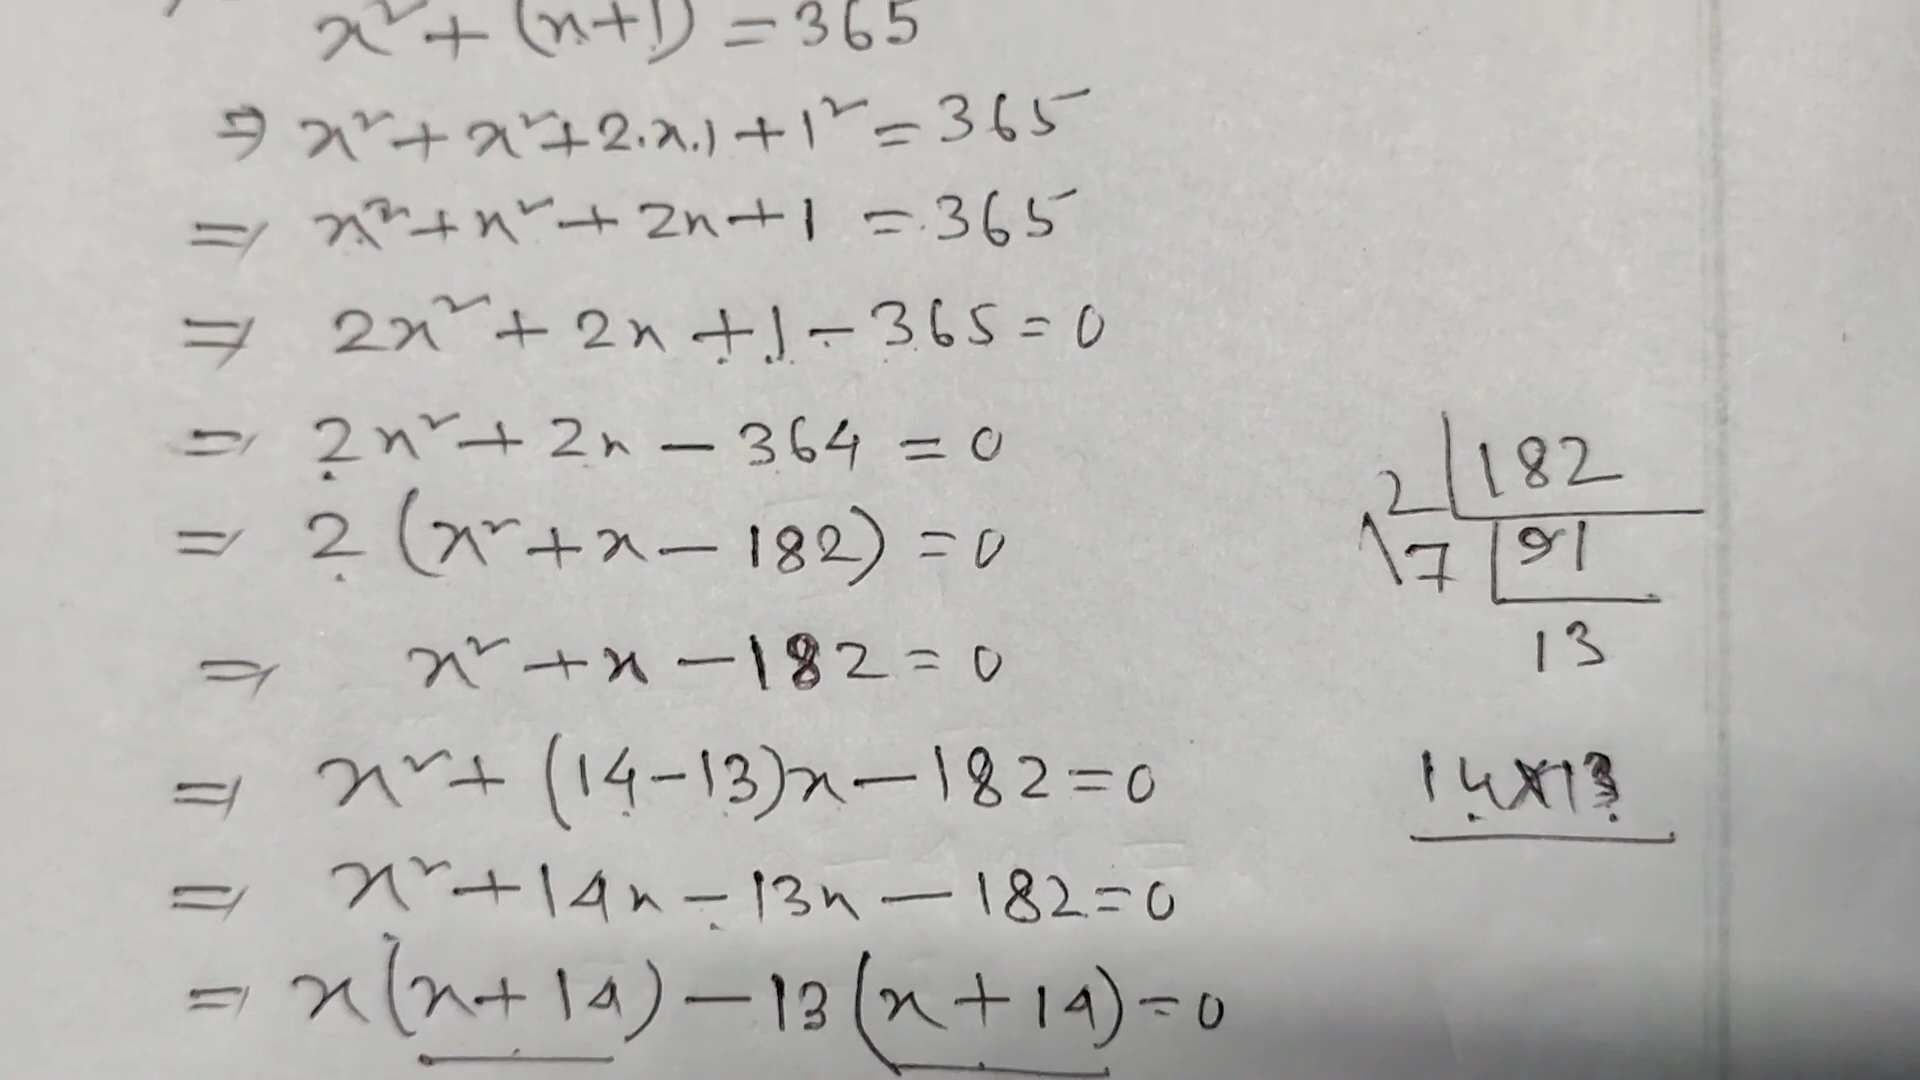 x² + (x+1) = 365
⇒ x² + x² + 2.x.1 + 1² = 365
⇒ x² + x² + 2x + 1 = 365
⇒ 2x² + 2x + 1 - 365 = 0
⇒ 2x² + 2x - 364 = 0
⇒ 2 (x² + x - 182) = 0
⇒ x² + x - 182 = 0
⇒ x² + (14-13)x - 182 = 0
⇒ x² + 14x - 13x - 182 = 0
⇒ x(x+14) - 13(x+14) = 0
2 | 182
7 | 91
13
14×13